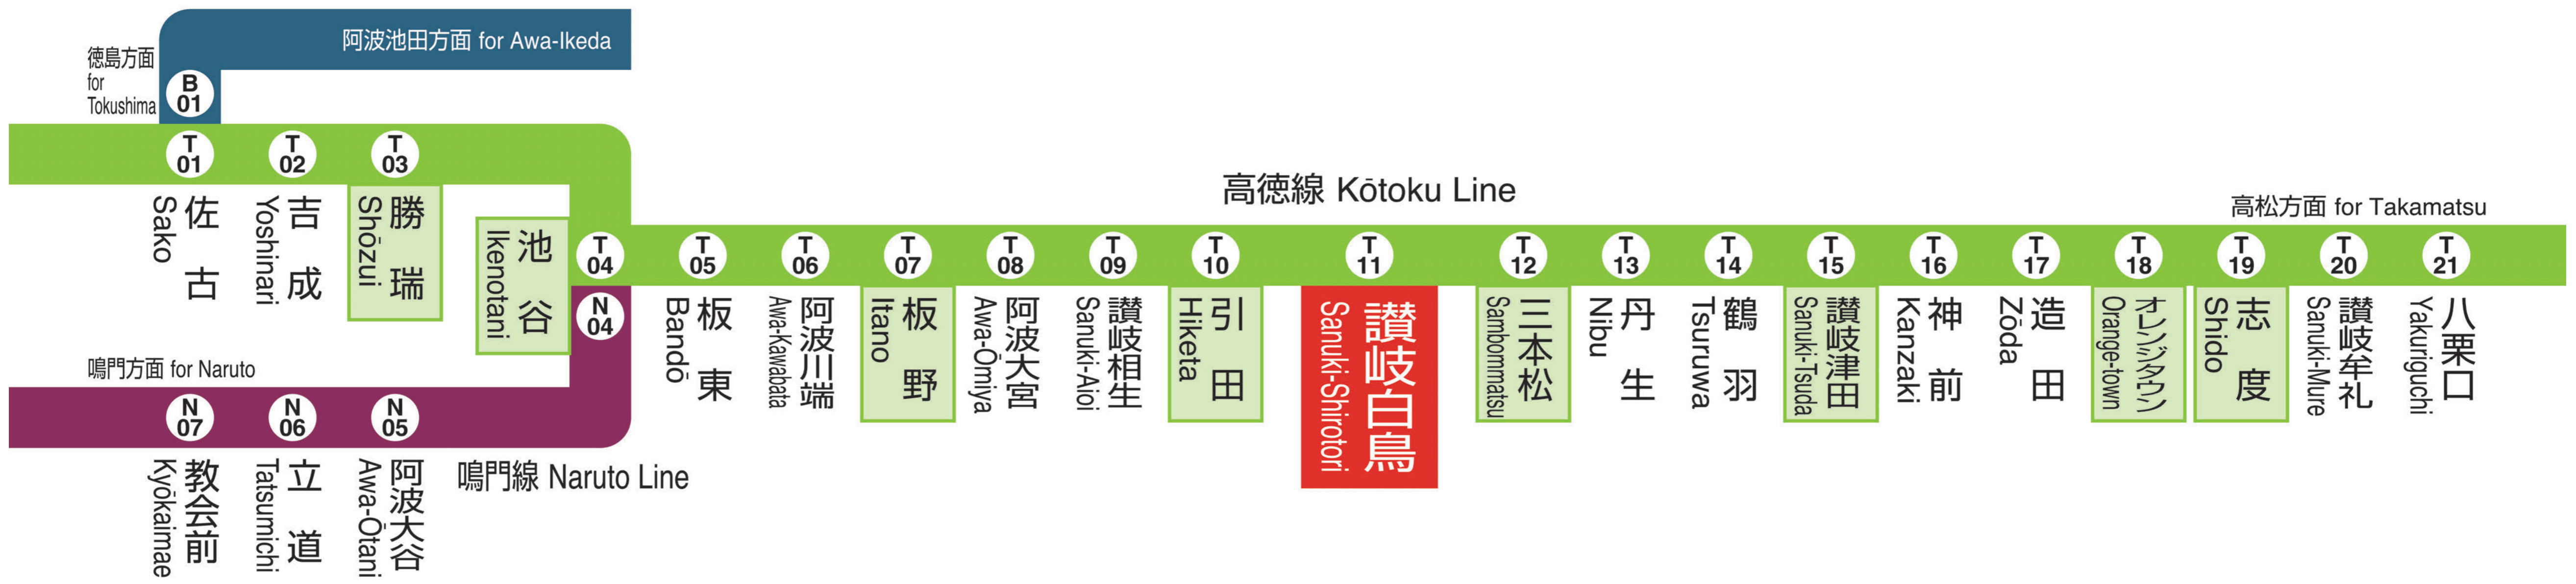 阿波池田方面 for Awa-Ikeda
徳島方面
for
Tokushima
B
01
T
01
T
02
T
03
佐古
Sako
吉成
Yoshinari
勝瑞
Shōzui
池谷
Ikenotani
高徳線 Kōtoku Line
高松方面 for Takamatsu
T
04
T
05
T
06
T
07
T
08
T
09
T
10
T
11
T
12
T
13
T
14
T
15
T
16
T
17
T
18
T
19
T
20
T
21
N
04
板東
Bandō
阿波川端
Awa-Kawabata
板野
Itano
阿波大宮
Awa-Ōmiya
讃岐相生
Sanuki-Aioi
引田
Hiketa
讃岐白鳥
Sanuki-Shirotori
三本松
Sambommatsu
丹生
Nibu
鶴羽
Tsuruwa
讃岐津田
Sanuki-Tsuda
神前
Kanzaki
造田
Zōda
オレンジタウン
Orange-town
志度
Shido
讃岐牟礼
Sanuki-Mure
八栗口
Yakuriguchi
鳴門方面 for Naruto
N
07
N
06
N
05
教会前
Kyōkaimae
立道
Tatsumichi
阿波大谷
Awa-Ōtani
鳴門線 Naruto Line